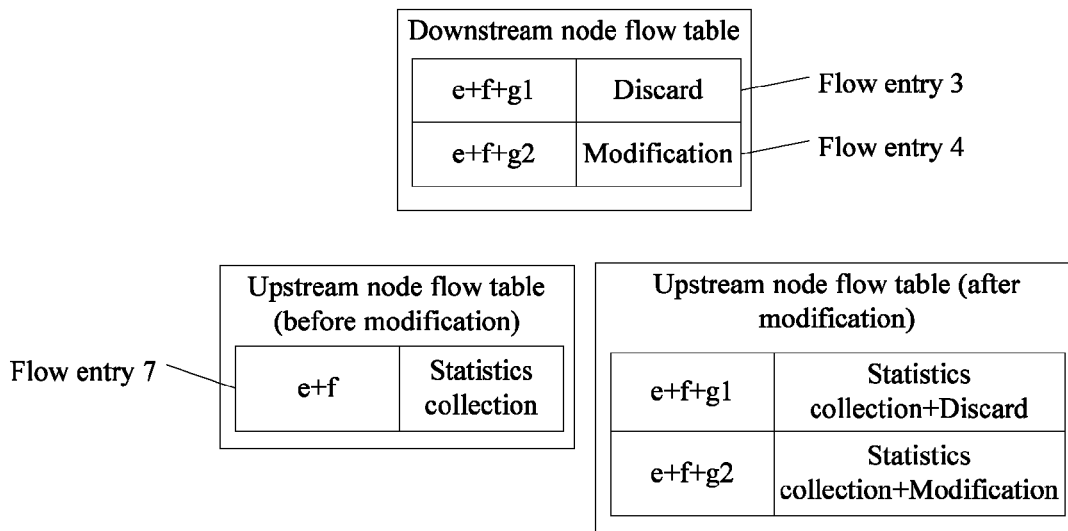 Downstream node flow table
e+f+g1
Discard
Flow entry 3
e+f+g2
Modification
Flow entry 4
Upstream node flow table
(before modification)
Flow entry 7
e+f
Statistics
collection
Upstream node flow table (after
modification)
e+f+g1
Statistics
collection+Discard
e+f+g2
Statistics
collection+Modification